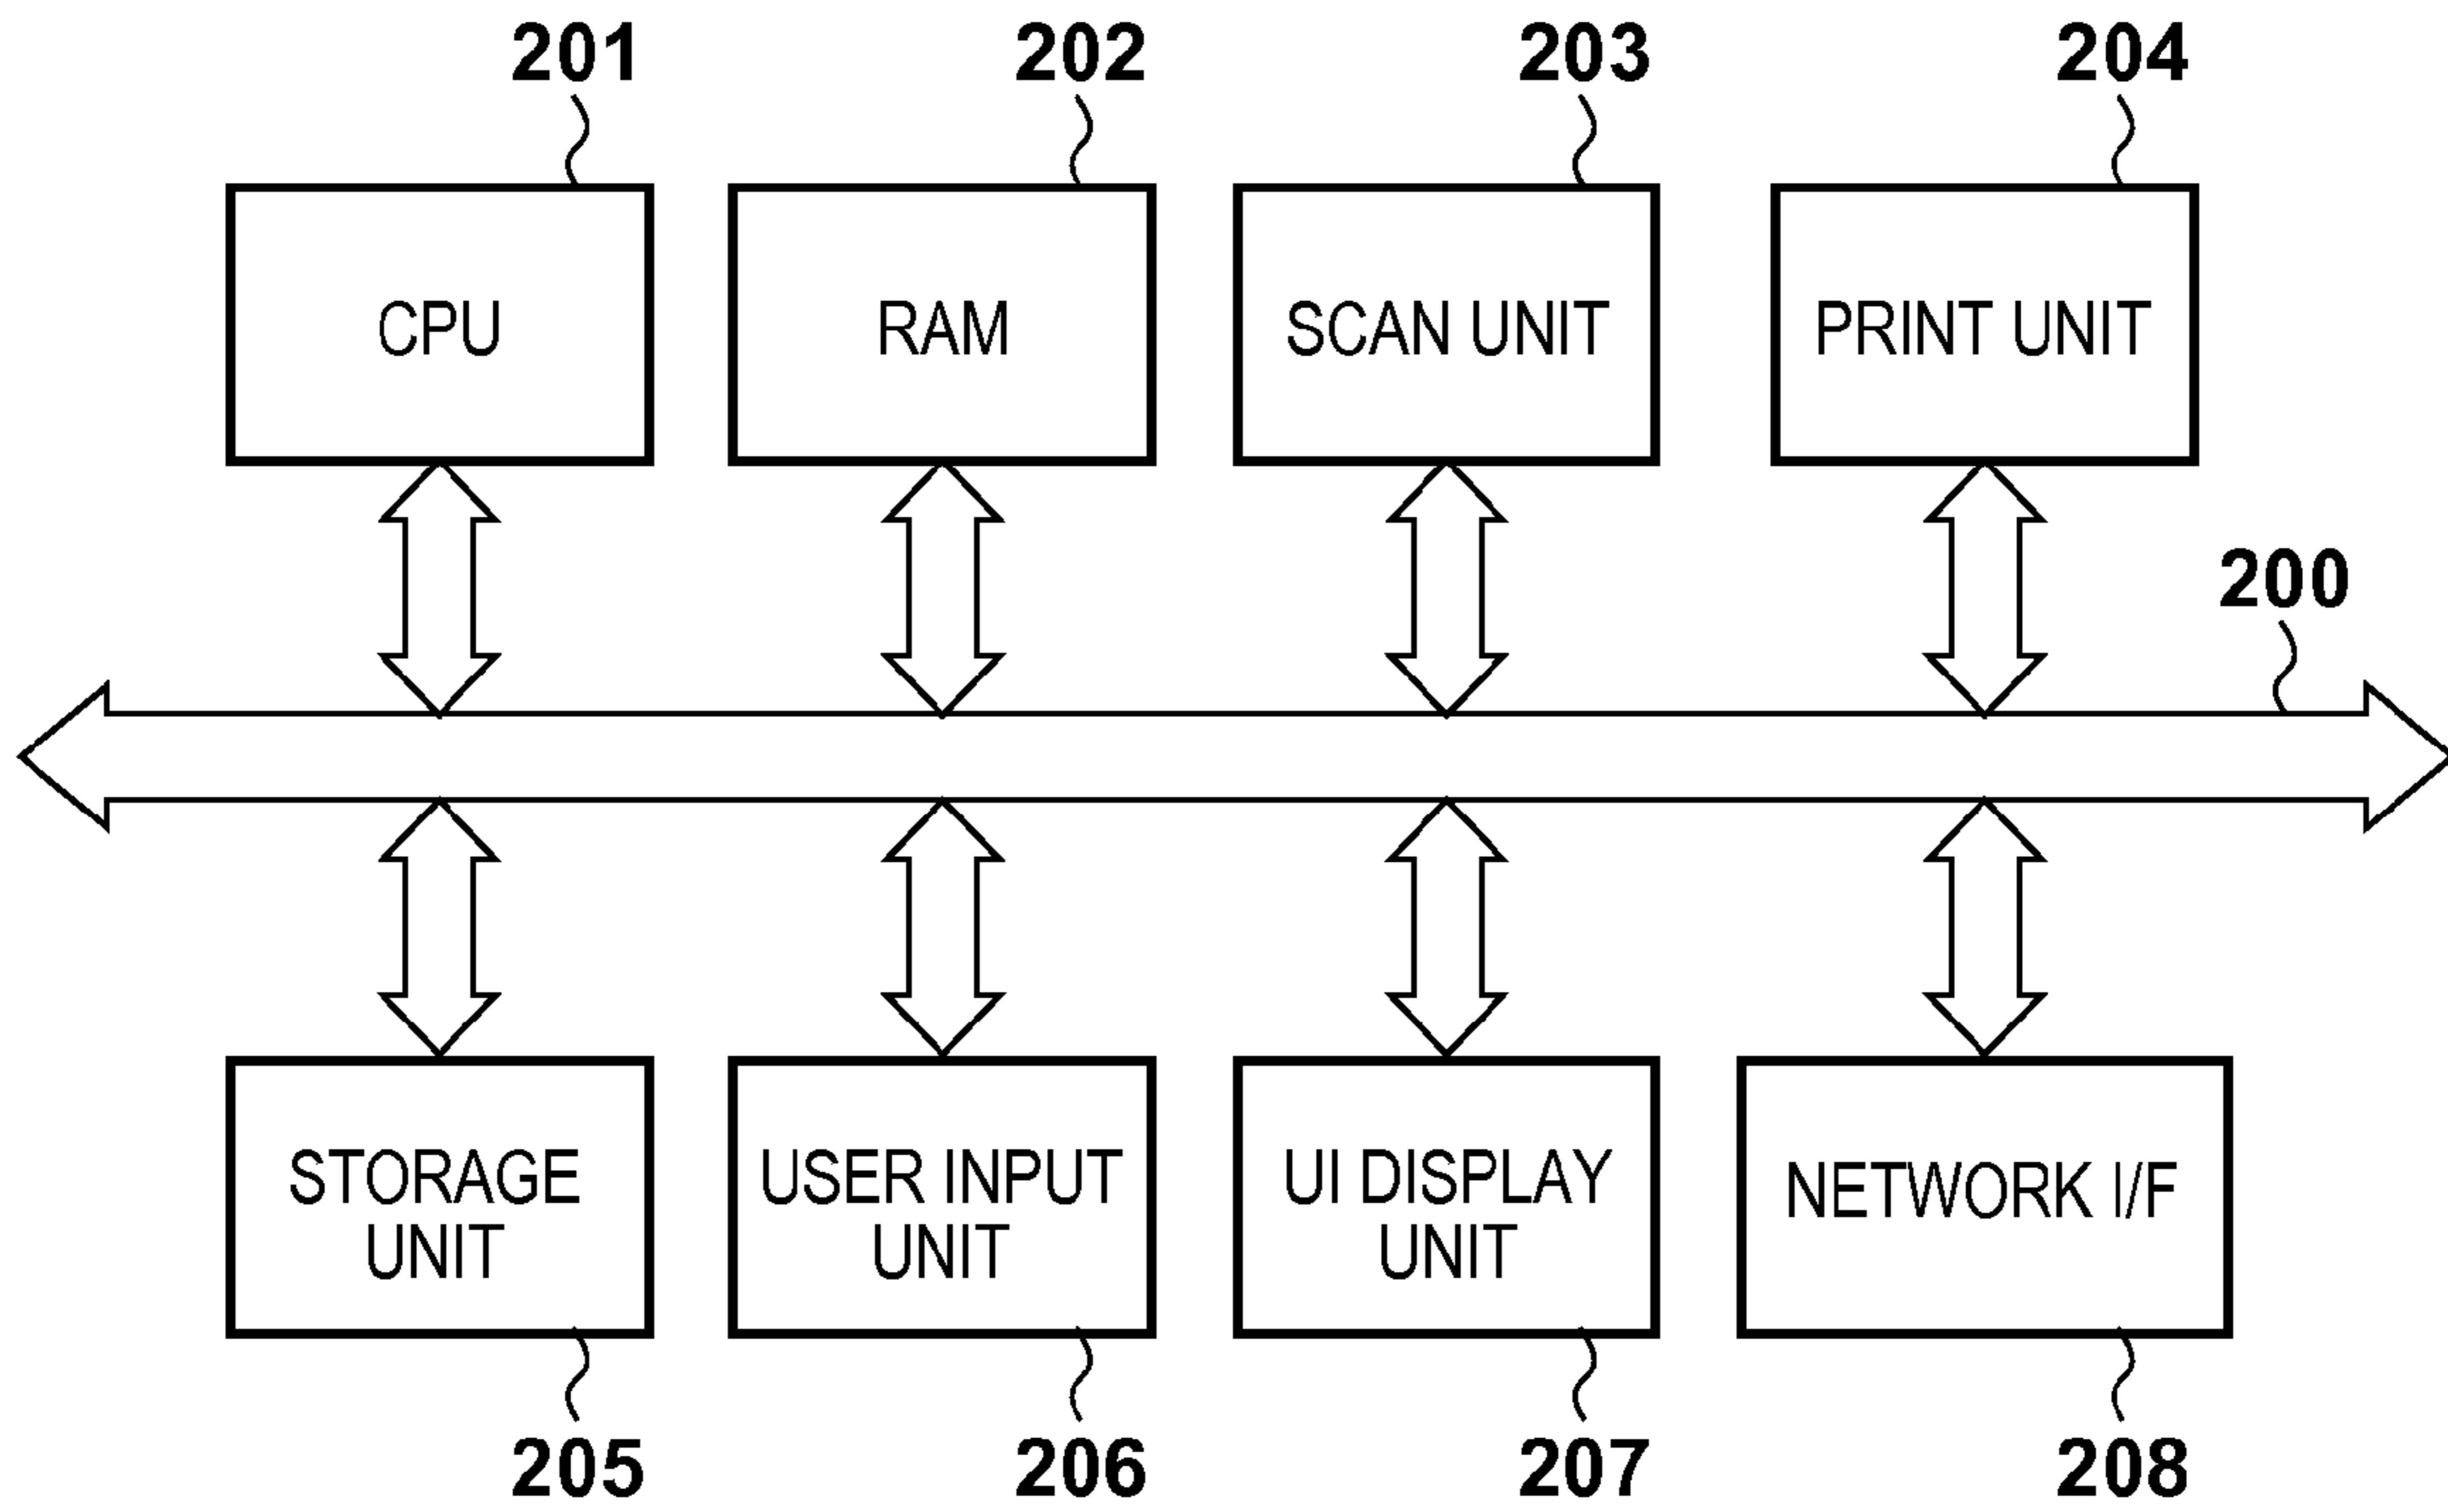 201 202 203 204
CPU RAM SCAN UNIT PRINT UNIT
200
STORAGE UNIT
USER INPUT UNIT
UI DISPLAY UNIT
NETWORK I/F
205 206 207 208